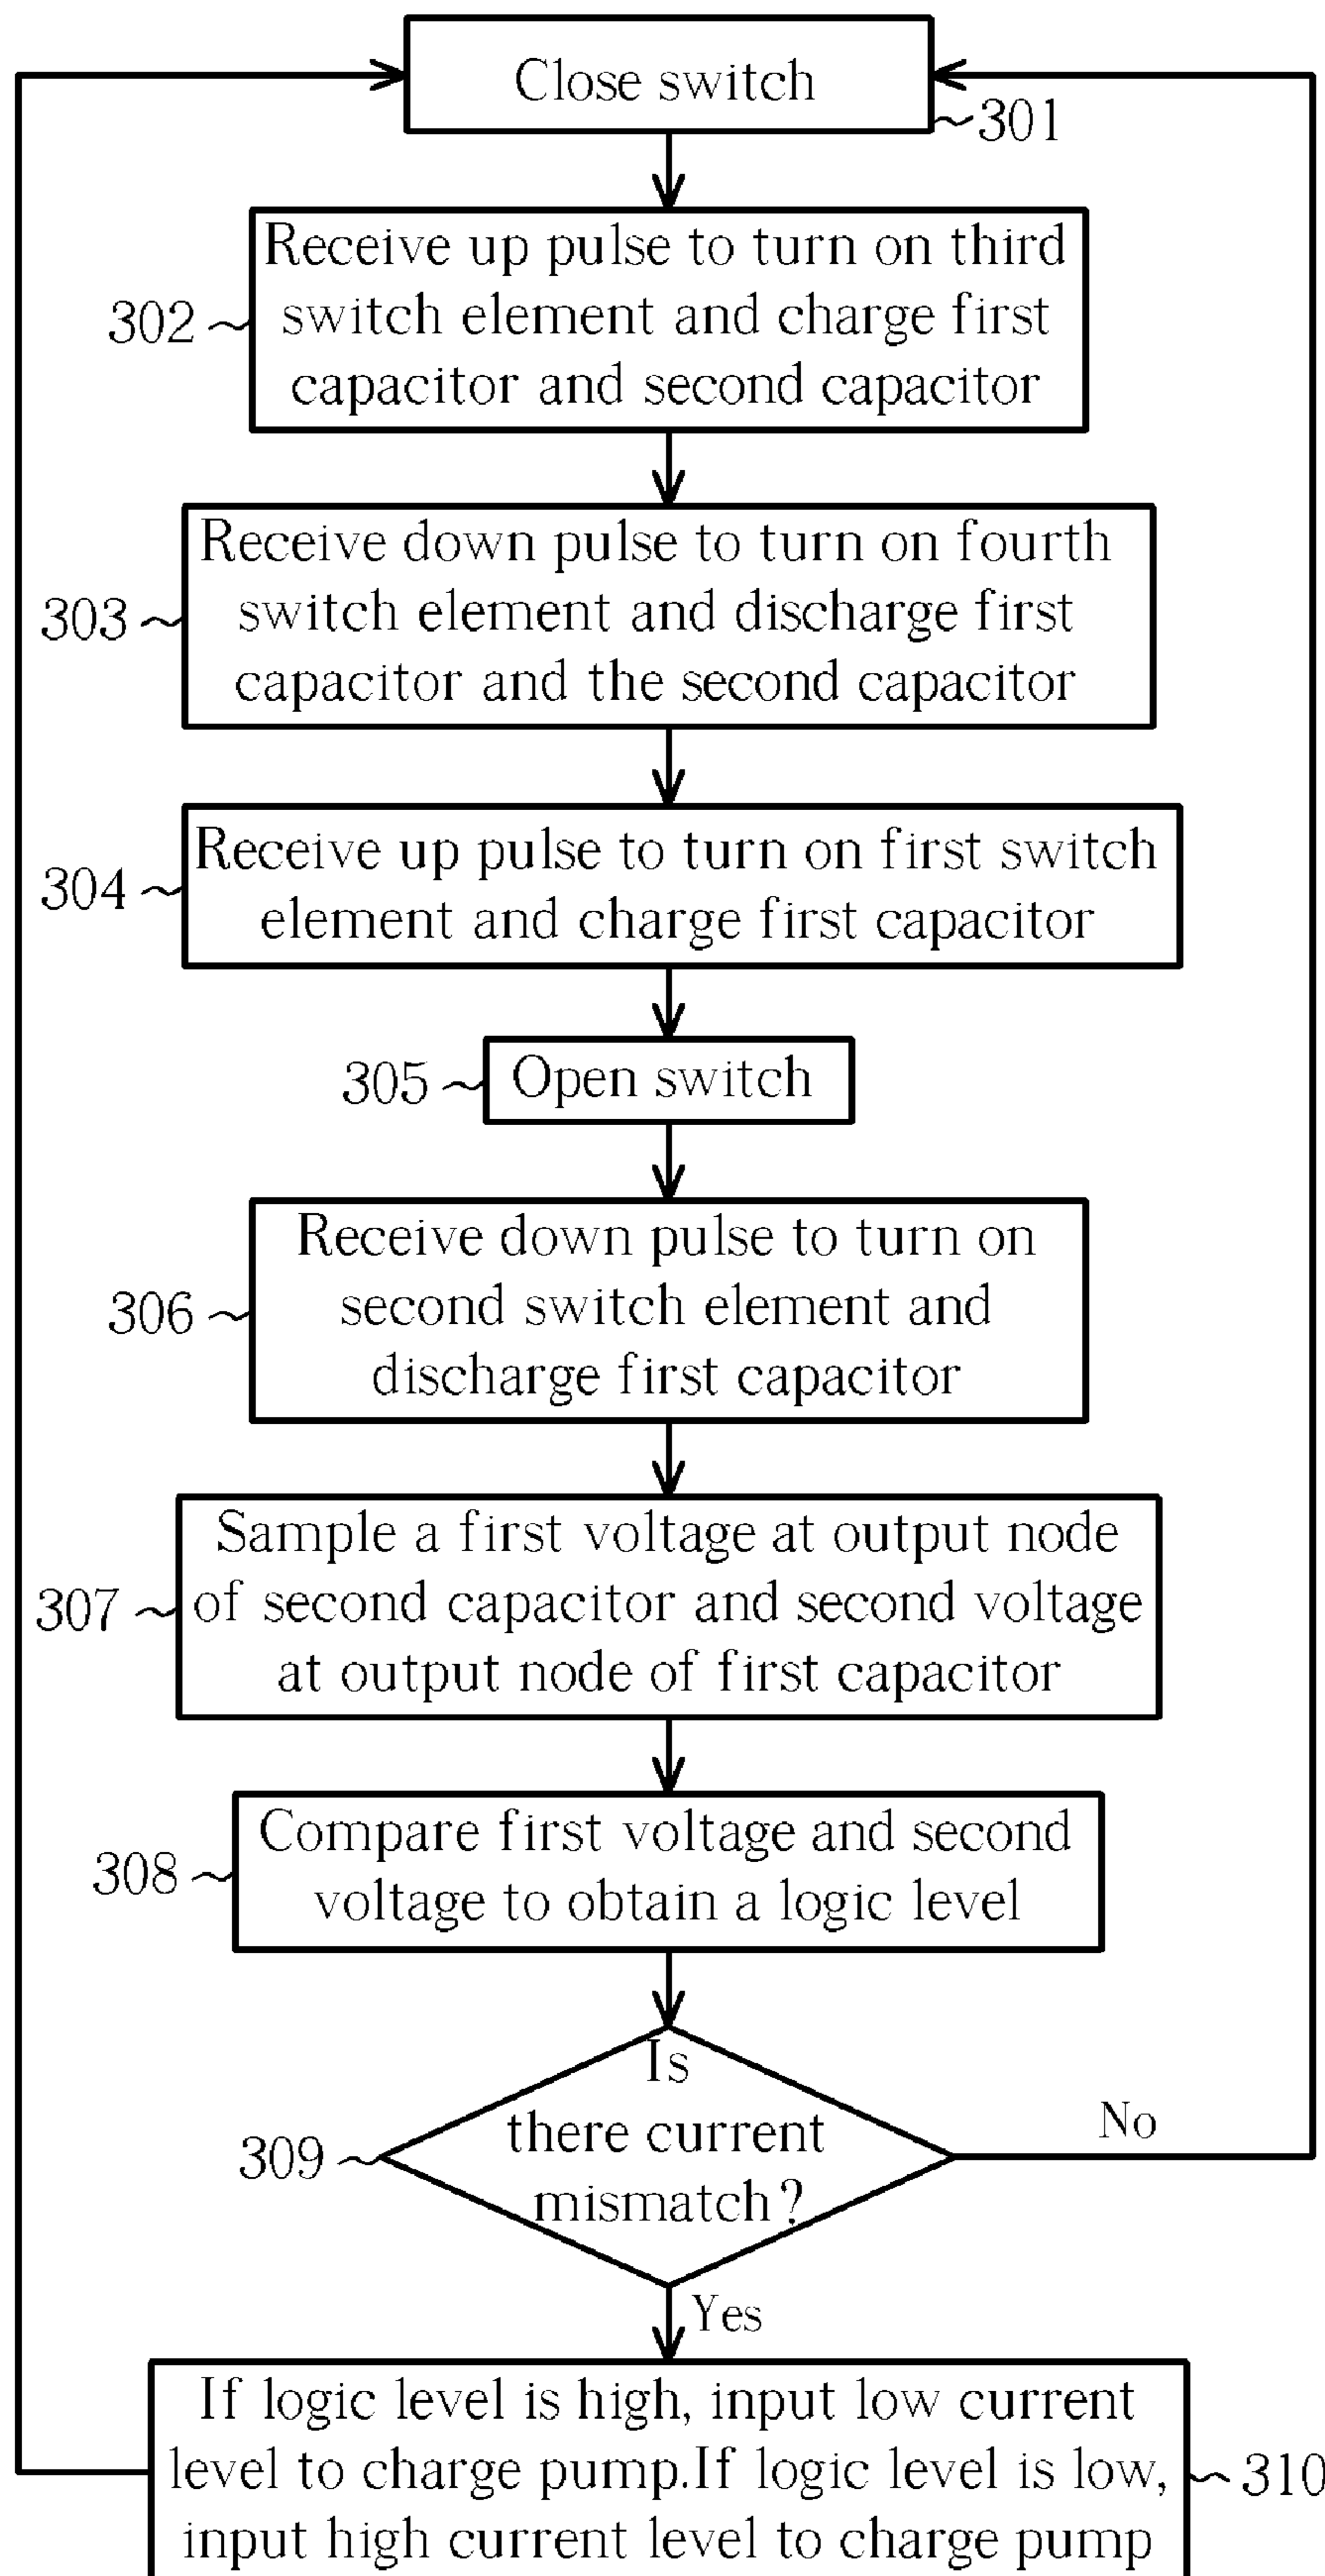 Close switch
301
Receive up pulse to turn on third
switch element and charge first
capacitor and second capacitor
302
Receive down pulse to turn on fourth
switch element and discharge first
capacitor and the second capacitor
303
Receive up pulse to turn on first switch
element and charge first capacitor
304
305
Open switch
Receive down pulse to turn on
second switch element and
discharge first capacitor
306
Sample a first voltage at output node
of second capacitor and second voltage
at output node of first capacitor
307
Compare first voltage and second
voltage to obtain a logic level
308
Is
there current
mismatch?
309
No
Yes
If logic level is high, input low current
level to charge pump.If logic level is low,
input high current level to charge pump
310